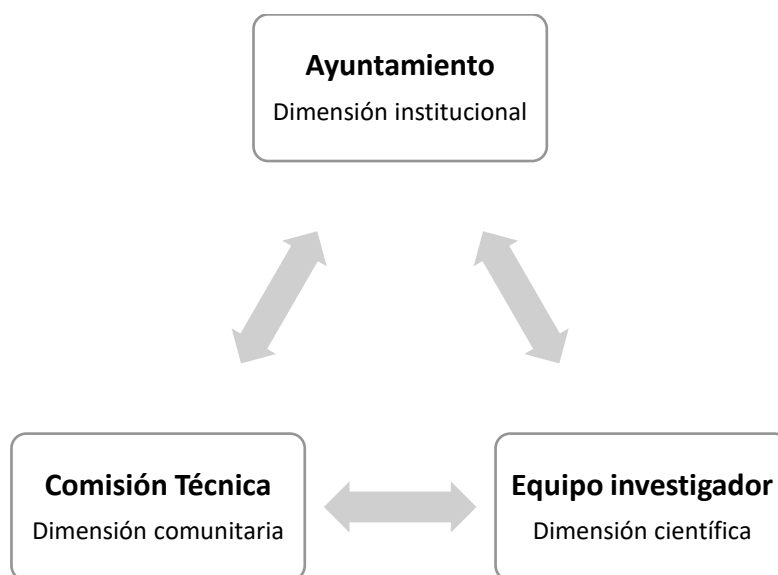 Ayuntamiento
Dimensión institucional
Comisión Técnica
Dimensión comunitaria
Equipo investigador
Dimensión científica